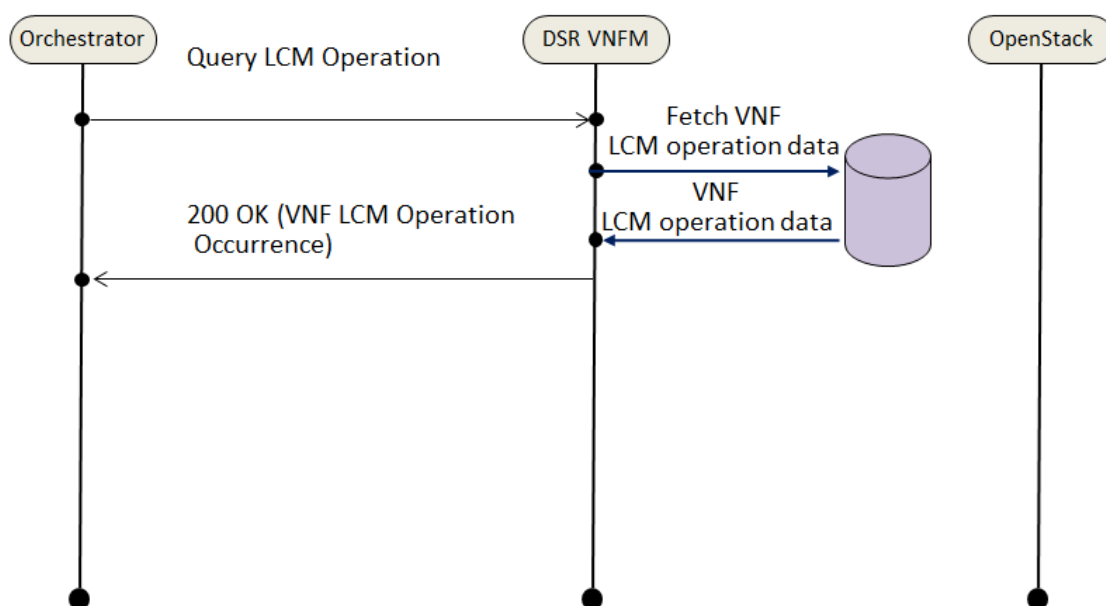 Orchestrator
DSR VNFM
OpenStack
Query LCM Operation
Fetch VNF
LCM operation data
VNF
LCM operation data
200 OK (VNF LCM Operation
Occurrence)